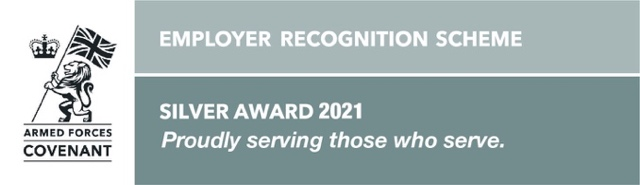 ARMED FORCES
COVENANT
EMPLOYER RECOGNITION SCHEME
SILVER AWARD 2021
Proudly serving those who serve.